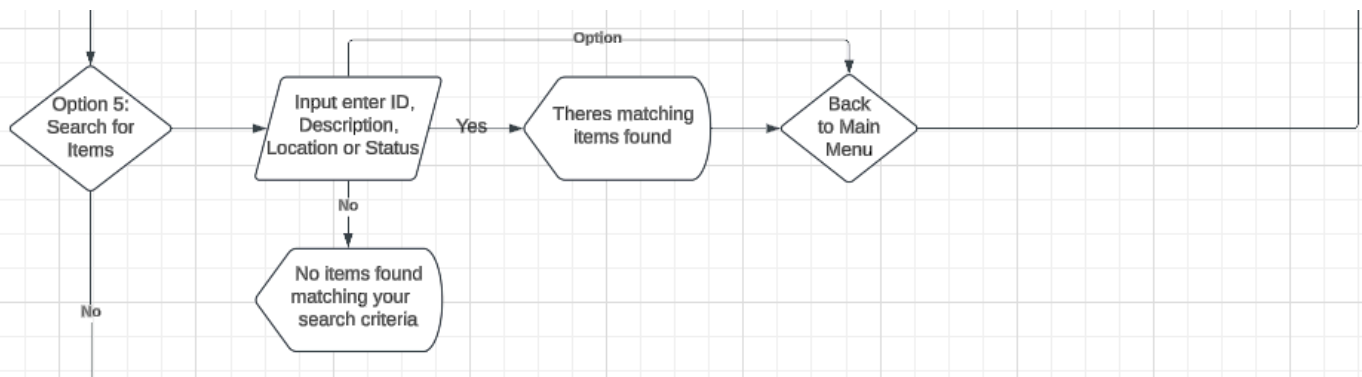 Option
Option 5:
Search for
Items
Input enter ID,
Description,
Location or Status
Yes
Theres matching
items found
Back
to Main
Menu
No
No items found
matching your
search criteria
No